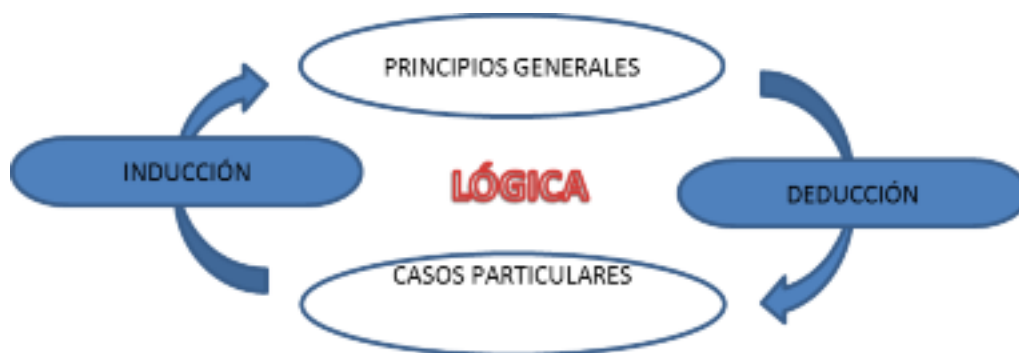 PRINCIPIOS GENERALES
INDUCCIÓN
LÓGICA
DEDUCCIÓN
CASOS PARTICULARES